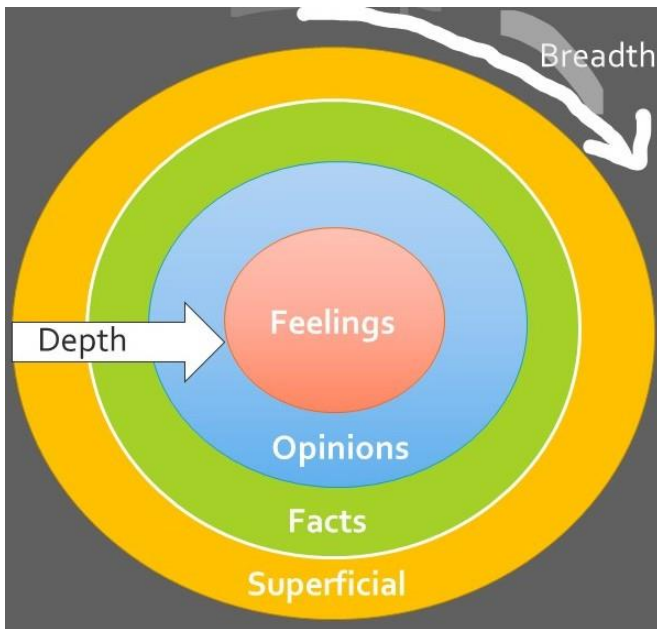 Breadth
Depth
Feelings
Opinions
Facts
Superficial